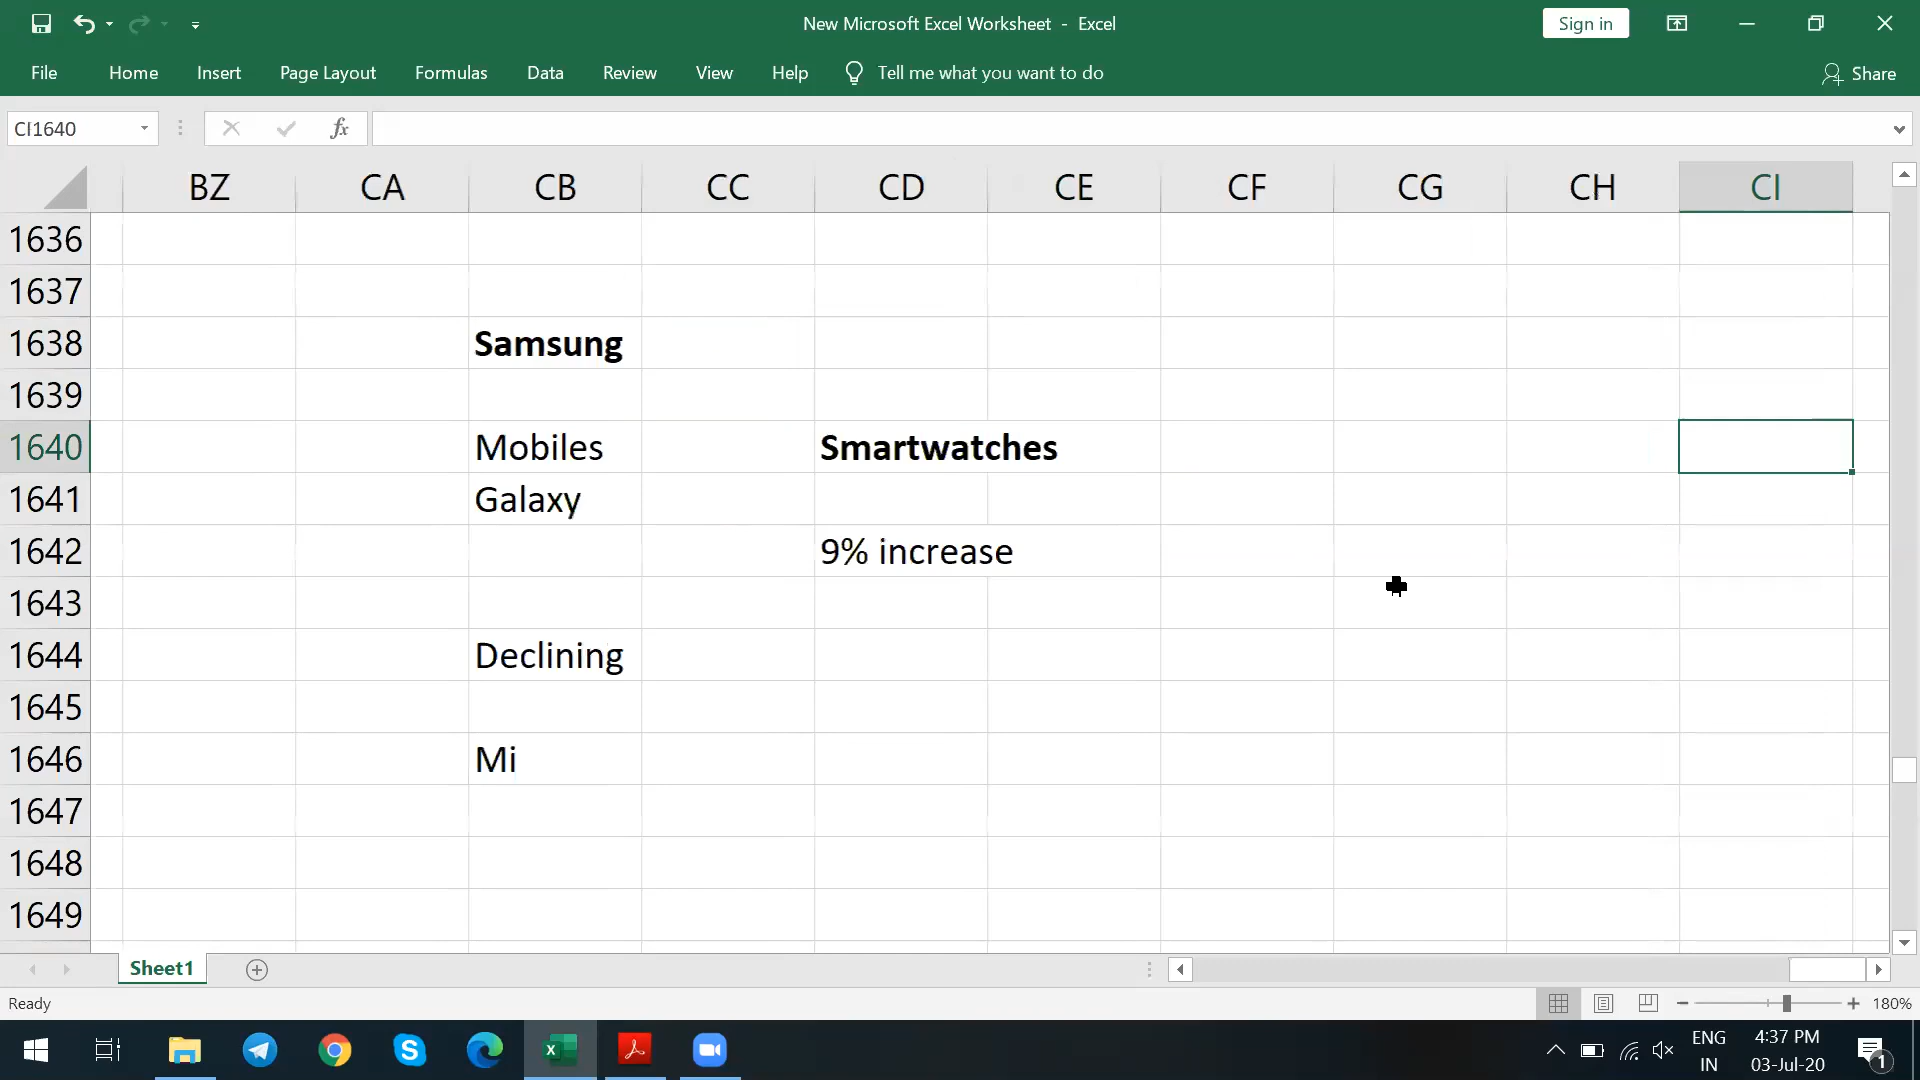 New Microsoft Excel Worksheet - Excel
Sign in
File Home Insert Page Layout Formulas Data Review View Help Tell me what you want to do Share
CI1640 fx
BZ CA CB CC CD CE CF CG CH CI
1636
1637
1638 Samsung
1639
1640 Mobiles Smartwatches
1641 Galaxy
1642 9% increase
1643
1644 Declining
1645
1646 Mi
1647
1648
1649
Sheet1
Ready 180%
ENG 4:37 PM
IN 03-Jul-20 1